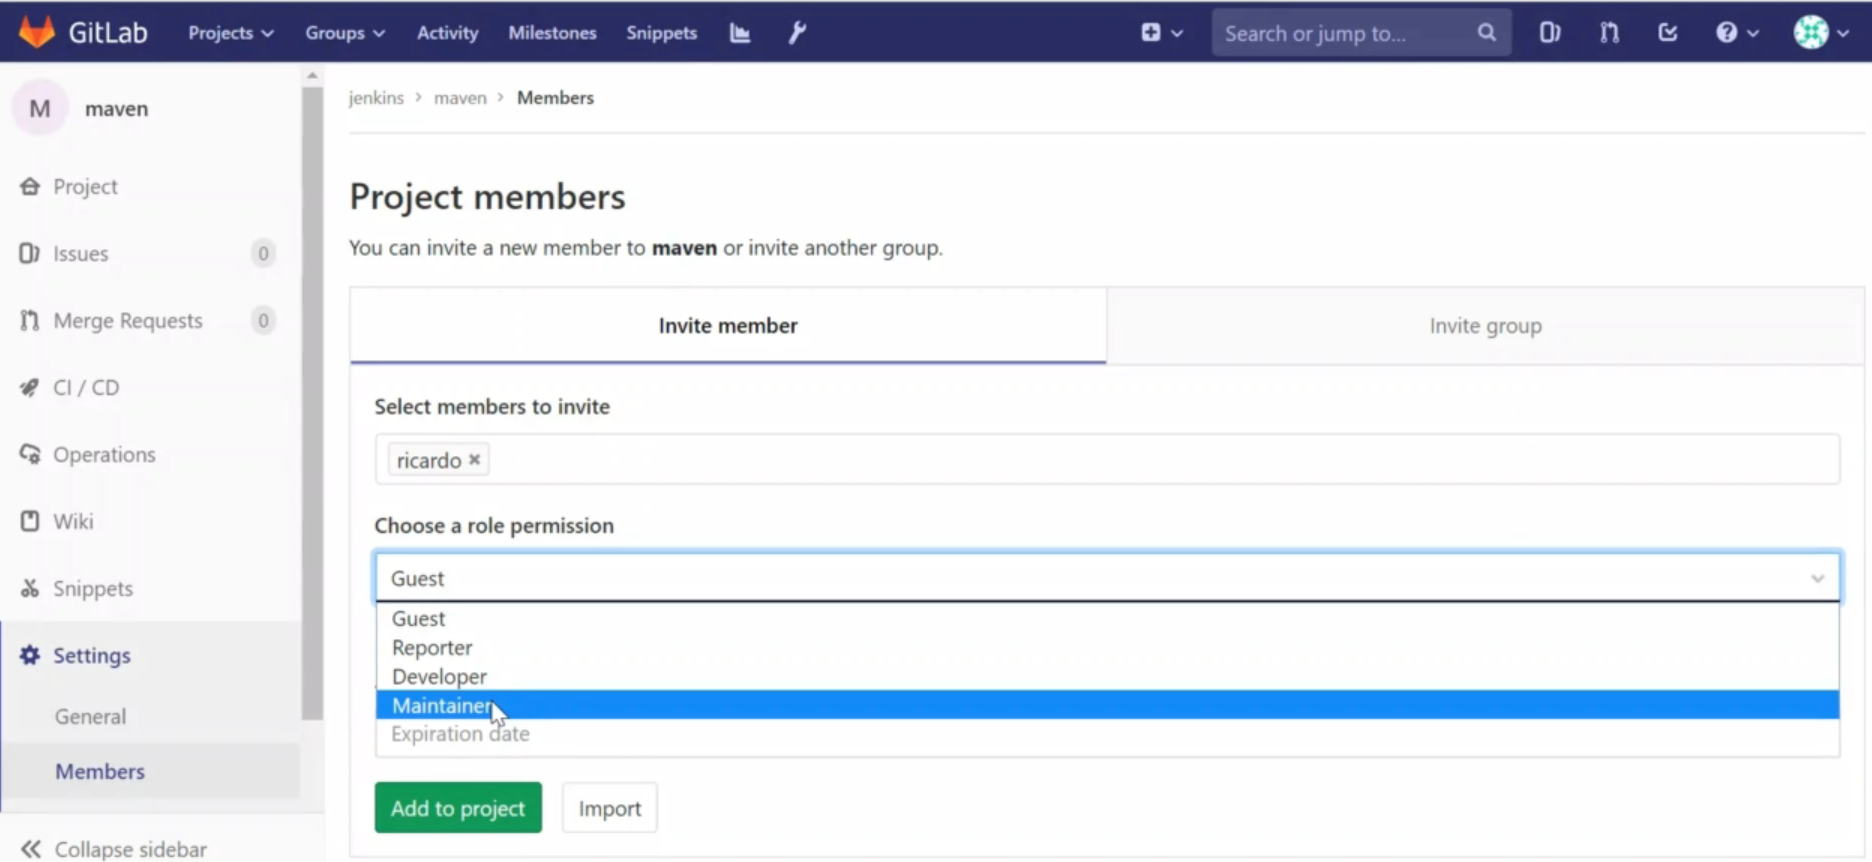 GitLab Projects Groups Activity Milestones Snippets Search or jump to...
M maven
Project
Issues 0
Merge Requests 0
CI / CD
Operations
Wiki
Snippets
Settings
General
Members
Collapse sidebar
jenkins > maven > Members
Project members
You can invite a new member to maven or invite another group.
Invite member Invite group
Select members to invite
ricardo ×
Choose a role permission
Guest
Guest
Reporter
Developer
Maintainer
Expiration date
Add to project Import